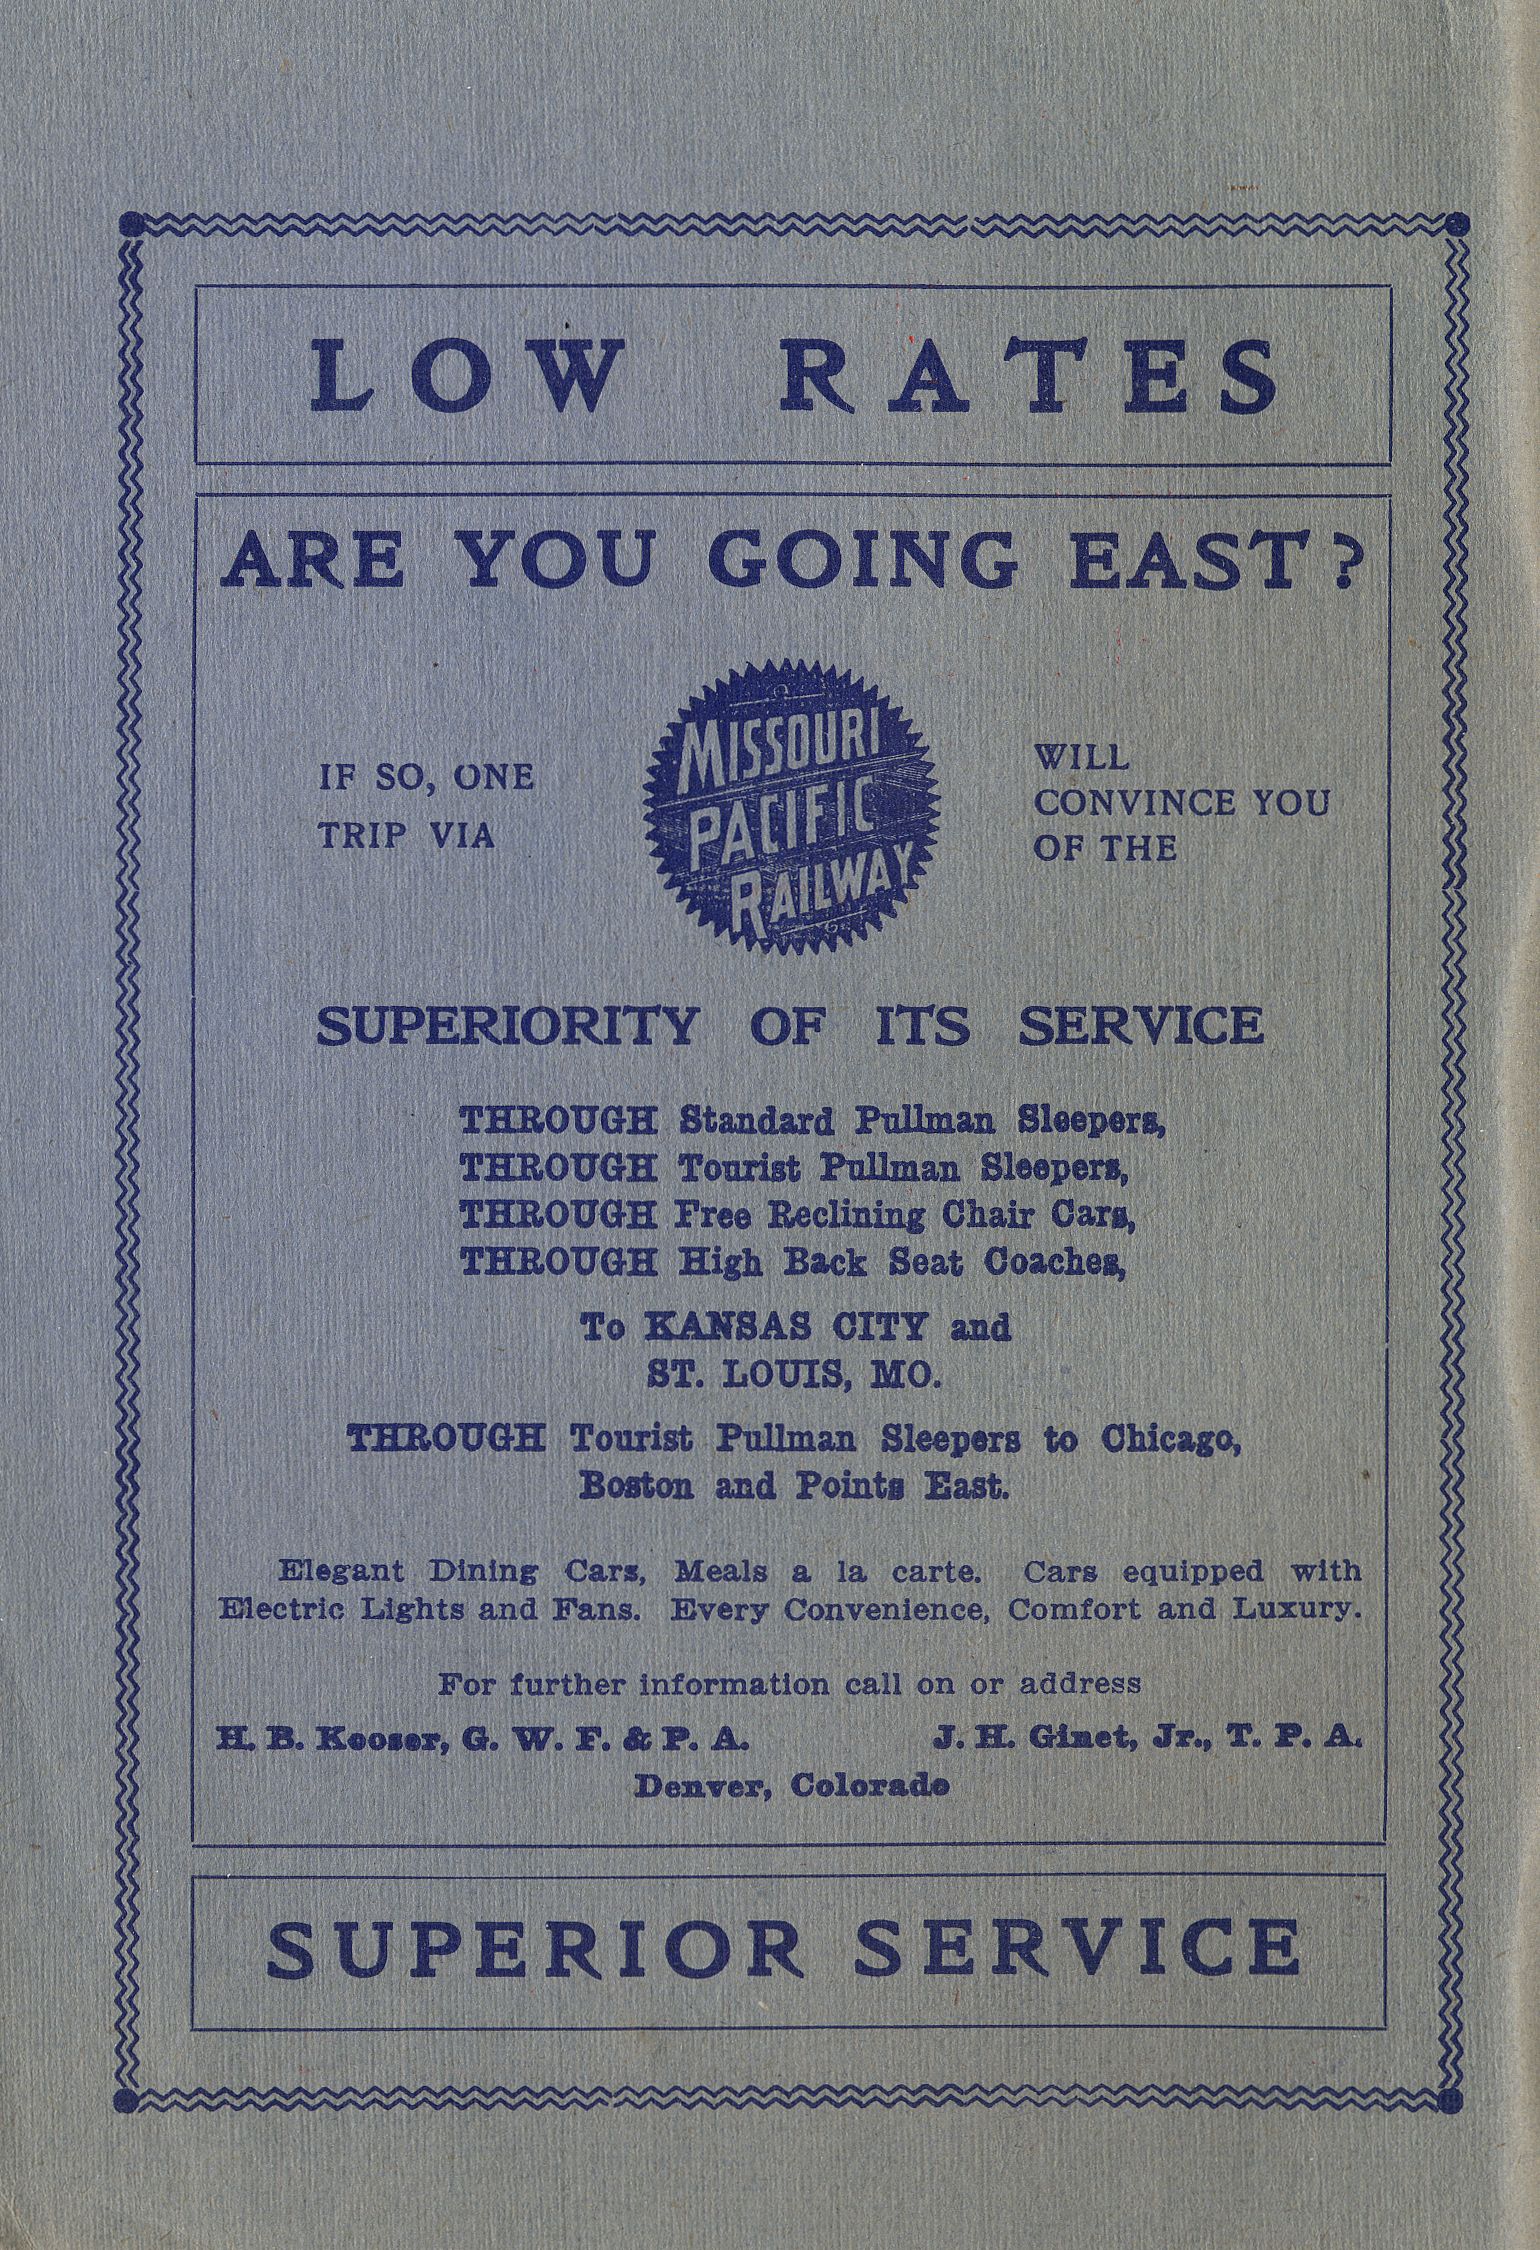 LOW RATES
ARE YOU GOING EAST?
IF SO, ONE
TRIP VIA
MISSOURI
PACIFIC
RAILWAY
WILL
CONVINCE YOU
OF THE
SUPERIORITY OF ITS SERVICE
THROUGH Standard Pullman Sleepers,
THROUGH Tourist Pullman Sleepers,
THROUGH Free Reclining Chair Cars,
THROUGH High Back Seat Coaches,
To KANSAS CITY and
ST. LOUIS, MO.
THROUGH Tourist Pullman Sleepers to Chicago,
Boston and Points East.
Elegant Dining Cars, Meals a la carte. Cars equipped with
Electric Lights and Fans. Every Convenience, Comfort and Luxury.
For further information call on or address
H. B. Kooser, G. W. F. & P. A. J. H. Ginet, Jr., T. P. A.
Denver, Colorado
SUPERIOR SERVICE